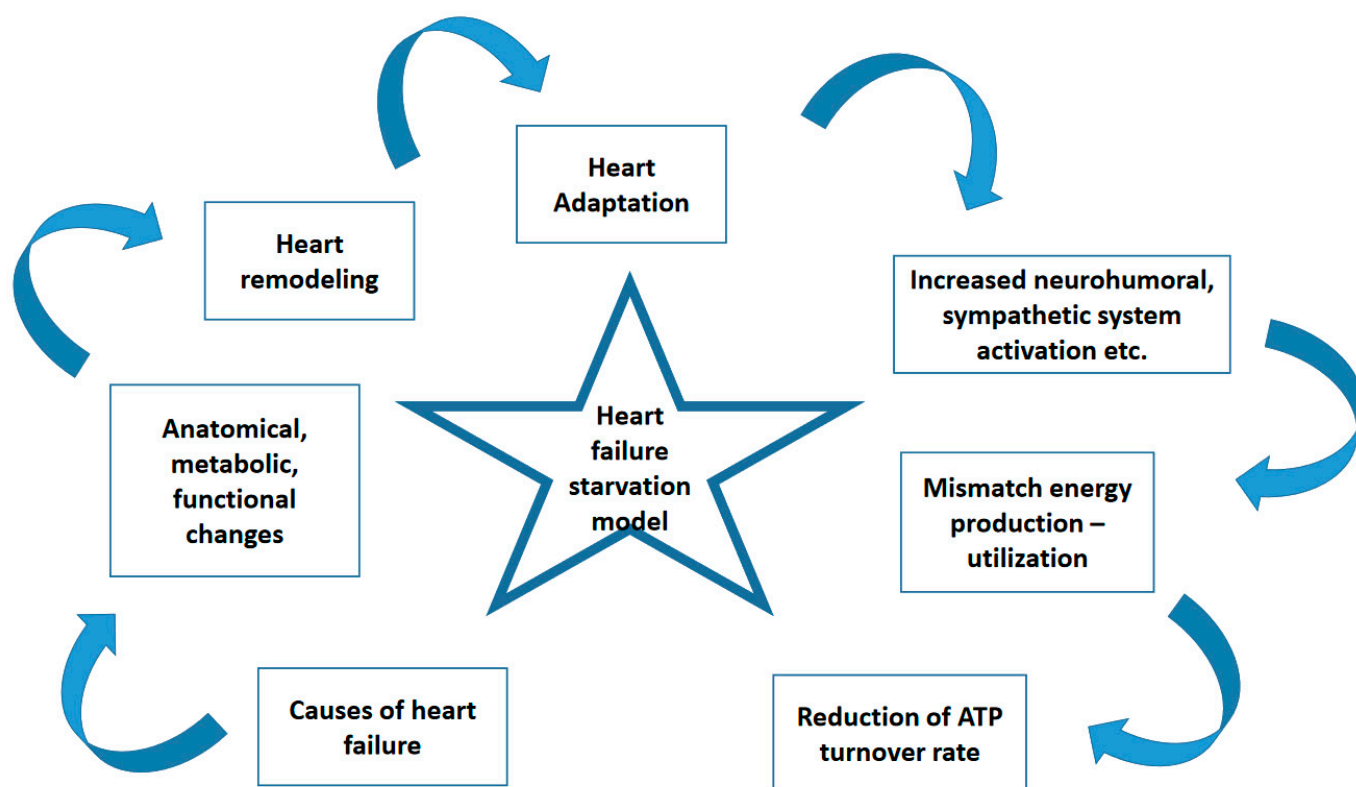 Heart
Adaptation
Heart
remodeling
Increased neurohumoral,
sympathetic system
activation etc.
Anatomical,
metabolic,
functional
changes
Heart
failure
starvation
model
Mismatch energy
production –
utilization
Causes of heart
failure
Reduction of ATP
turnover rate